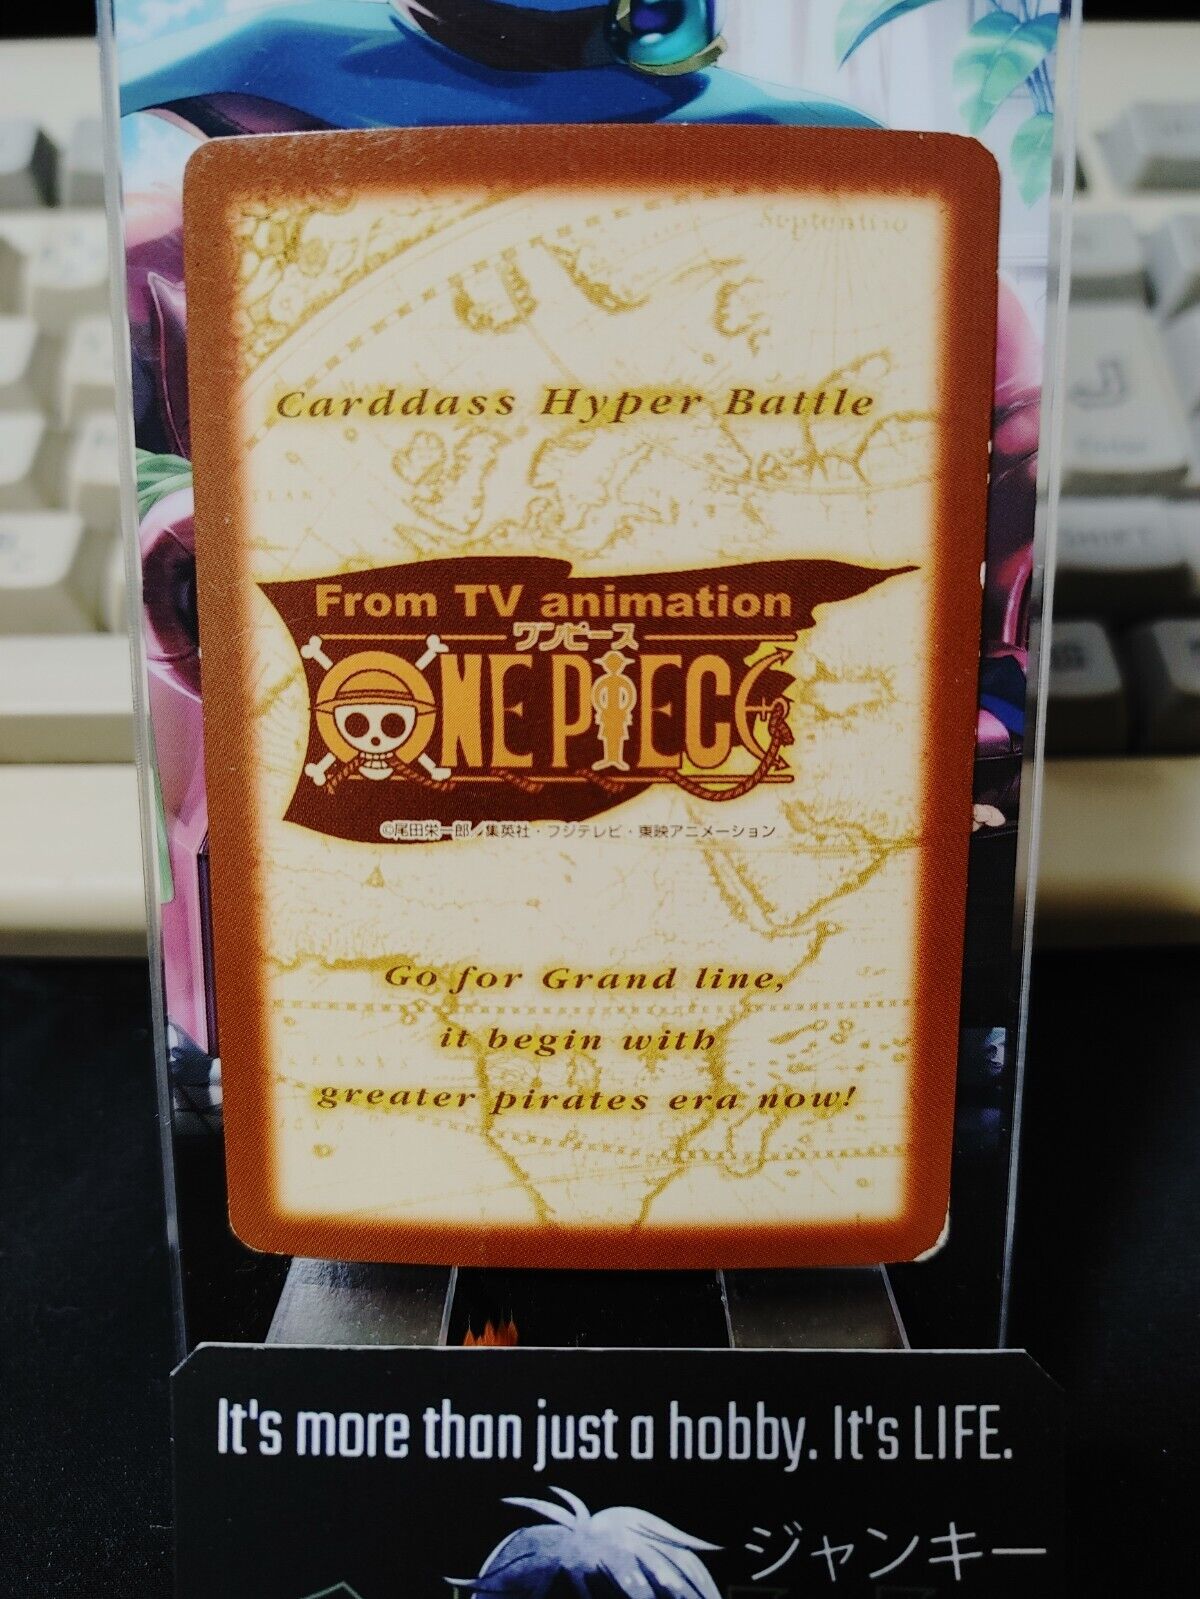 Septentrio
Carddass Hyper Battle
From TV animation
ワンピース
ONE PIECE
©尾田栄一郎／集英社・フジテレビ・東映アニメーション
Go for Grand line,
it begin with
greater pirates era now!
Enter
SHIFT
It's more than just a hobby. It's LIFE.
ジャンキー